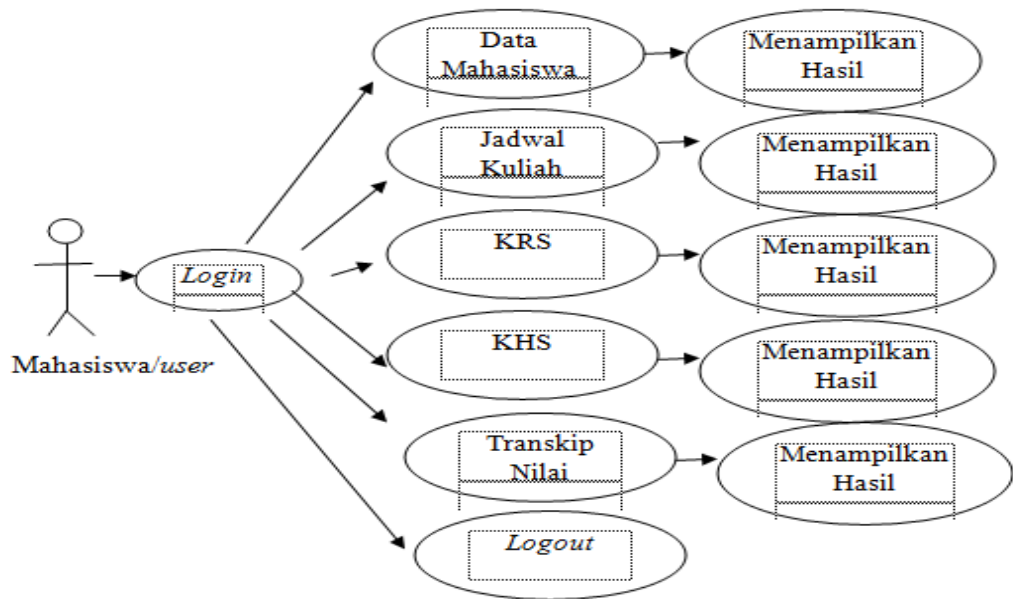 Data
Mahasiswa
Menampilkan
Hasil
Jadwal
Kuliah
Menampilkan
Hasil
KRS
Menampilkan
Hasil
Login
Mahasiswa/user
KHS
Menampilkan
Hasil
Transkip
Nilai
Menampilkan
Hasil
Logout